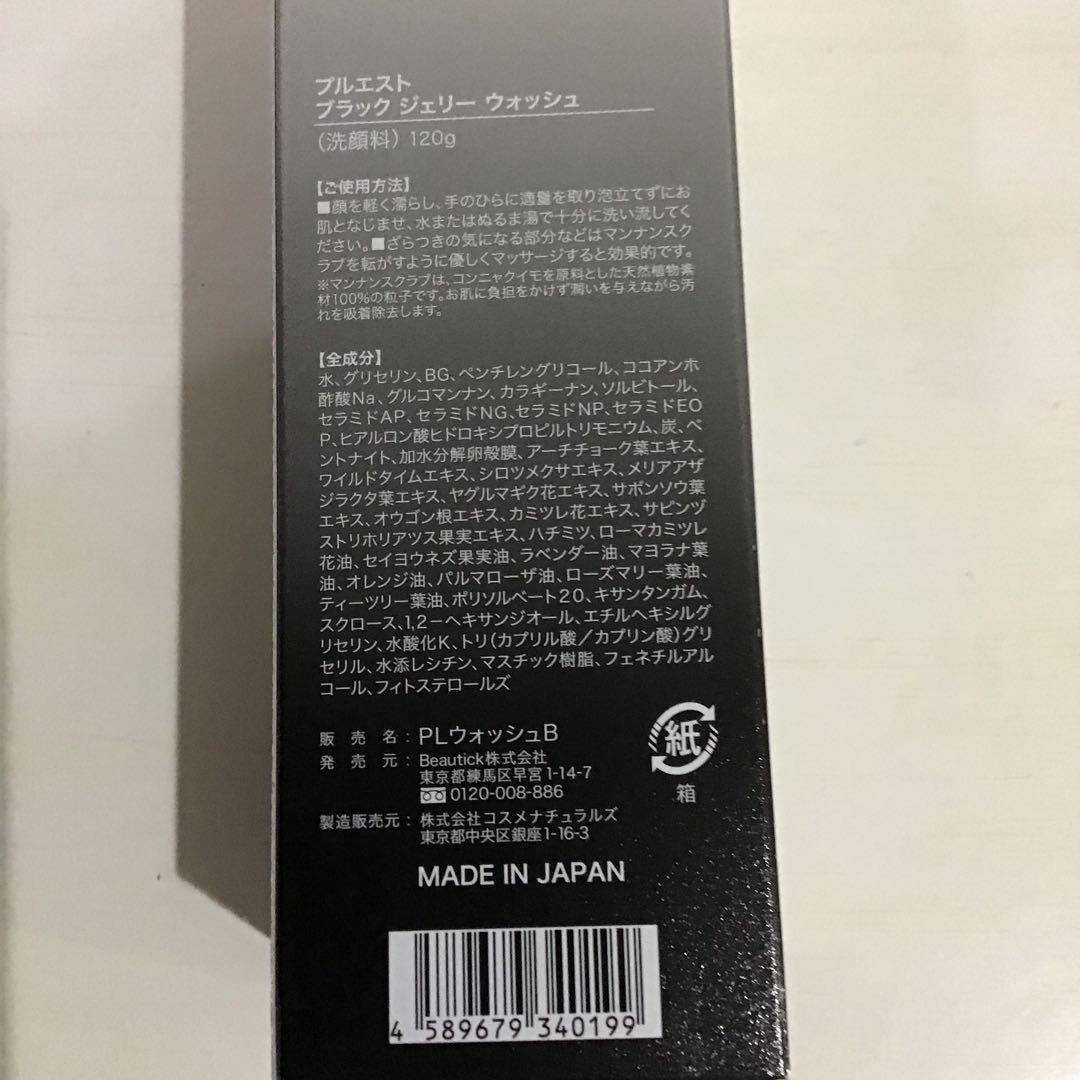 プルエスト
ブラック ジェリー ウォッシュ
(洗顔料) 120g
【ご使用方法】
■顔を軽く濡らし、手のひらに適量を取り泡立てずにお
肌となじませ、水またはぬるま湯で十分に洗い流してく
ださい。■ざらつきの気になる部分などはマンナンスク
ラブを転がすように優しくマッサージすると効果的です。
※マンナンスクラブは、コンニャクイモを原料とした天然植物素
材100%の粒子です。お肌に負担をかけず潤いを与えながら汚
れを吸着除去します。
【全成分】
水、グリセリン、BG、ペンチレングリコール、ココアンホ
酢酸Na、グルコマンナン、カラギーナン、ソルビトール、
セラミドAP、セラミドNG、セラミドNP、セラミドEO
P、ヒアルロン酸ヒドロキシプロピルトリモニウム、炭、ベ
ントナイト、加水分解卵殻膜、アーチチョーク葉エキス、
ワイルドタイムエキス、シロツメクサエキス、メリアアザ
ジラクタ葉エキス、ヤグルマギク花エキス、サボンソウ葉
エキス、オウゴン根エキス、カミツレ花エキス、サピンヅ
ストリホリアツス果実エキス、ハチミツ、ローマカミツレ
花油、セイヨウネズ果実油、ラベンダー油、マヨラナ葉
油、オレンジ油、パルマローザ油、ローズマリー葉油、
ティーツリー葉油、ポリソルベート20、キサンタンガム、
スクロース、1,2-ヘキサンジオール、エチルヘキシルグ
リセリン、水酸化K、トリ(カプリル酸/カプリン酸)グリ
セリル、水添レシチン、マスチック樹脂、フェネチルアル
コール、フィトステロールズ
販売名：PLウォッシュB
発売元：Beautick株式会社
東京都練馬区早宮1-14-7
0120-008-886
製造販売元：株式会社コスメナチュラルズ
東京都中央区銀座1-16-3
紙
箱
MADE IN JAPAN
4 589679 340199